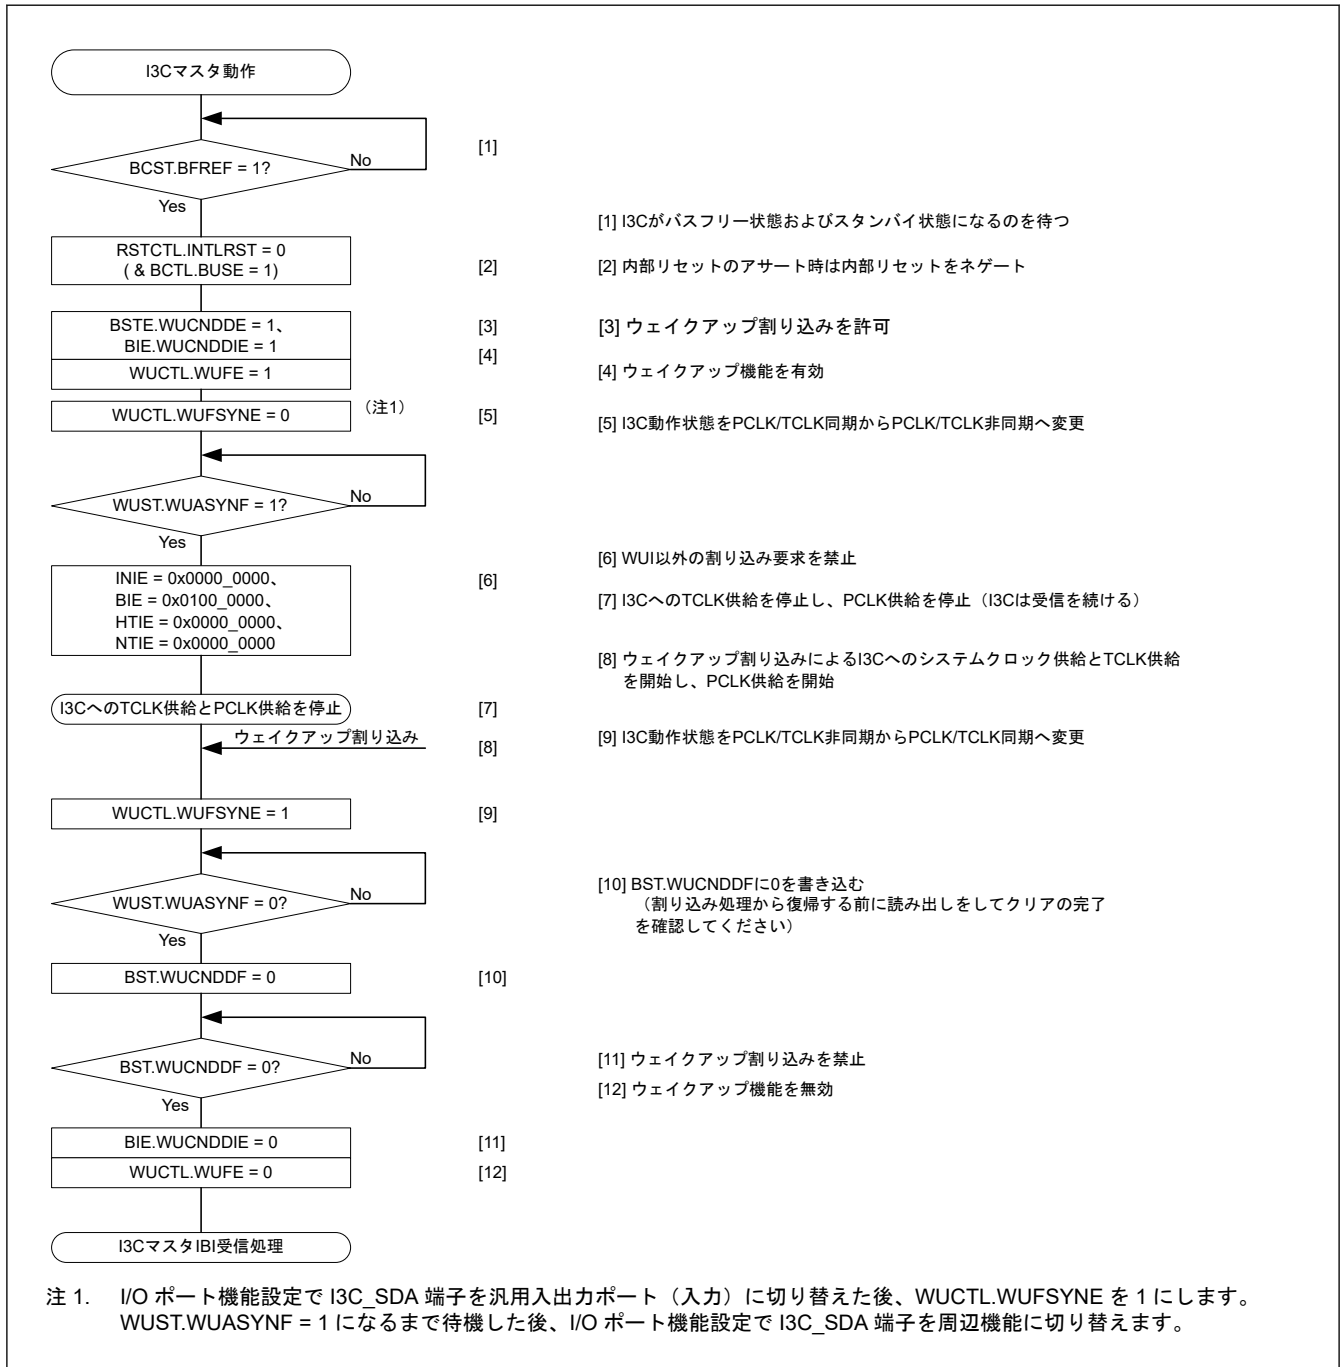 I3Cマスタ動作
BCST.BFREF = 1?
No
[1]
Yes
[1] I3Cがバスフリー状態およびスタンバイ状態になるのを待つ
RSTCTL.INTLRST = 0
( & BCTL.BUSE = 1)
[2]
[2] 内部リセットのアサート時は内部リセットをネゲート
BSTE.WUCNDDE = 1、
BIE.WUCNDDIE = 1
[3]
[3] ウェイクアップ割り込みを許可
WUCTL.WUFE = 1
[4]
[4] ウェイクアップ機能を有効
WUCTL.WUFSYNE = 0
（注1）
[5]
[5] I3C動作状態をPCLK/TCLK同期からPCLK/TCLK非同期へ変更
WUST.WUASYNF = 1?
No
Yes
[6] WUI以外の割り込み要求を禁止
INIE = 0x0000_0000、
BIE = 0x0100_0000、
HTIE = 0x0000_0000、
NTIE = 0x0000_0000
[6]
[7] I3CへのTCLK供給を停止し、PCLK供給を停止（I3Cは受信を続ける）
[8] ウェイクアップ割り込みによるI3Cへのシステムクロック供給とTCLK供給
を開始し、PCLK供給を開始
I3CへのTCLK供給とPCLK供給を停止
[7]
ウェイクアップ割り込み
[8]
[9] I3C動作状態をPCLK/TCLK非同期からPCLK/TCLK同期へ変更
WUCTL.WUFSYNE = 1
[9]
WUST.WUASYNF = 0?
No
Yes
[10] BST.WUCNDDFに0を書き込む
（割り込み処理から復帰する前に読み出しをしてクリアの完了
を確認してください）
BST.WUCNDDF = 0
[10]
BST.WUCNDDF = 0?
No
Yes
[11] ウェイクアップ割り込みを禁止
[12] ウェイクアップ機能を無効
BIE.WUCNDDIE = 0
[11]
WUCTL.WUFE = 0
[12]
I3CマスタIBI受信処理
注 1. I/O ポート機能設定で I3C_SDA 端子を汎用入出力ポート（入力）に切り替えた後、WUCTL.WUFSYNE を 1 にします。
WUST.WUASYNF = 1 になるまで待機した後、I/O ポート機能設定で I3C_SDA 端子を周辺機能に切り替えます。